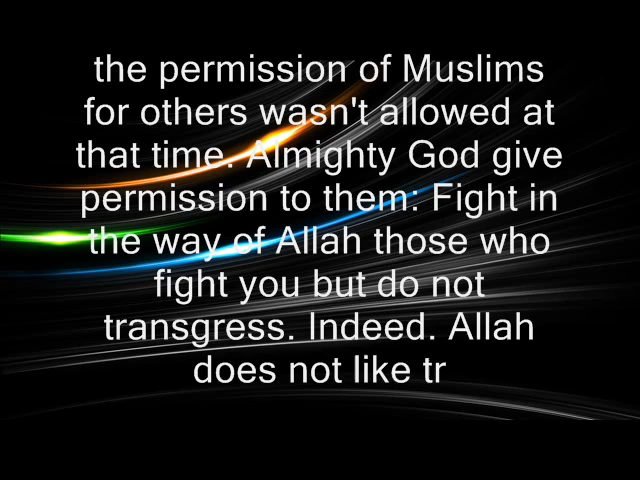 the permission of Muslims
for others wasn't allowed at
that time. Almighty God give
permission to them: Fight in
the way of Allah those who
fight you but do not
transgress. Indeed. Allah
does not like tr